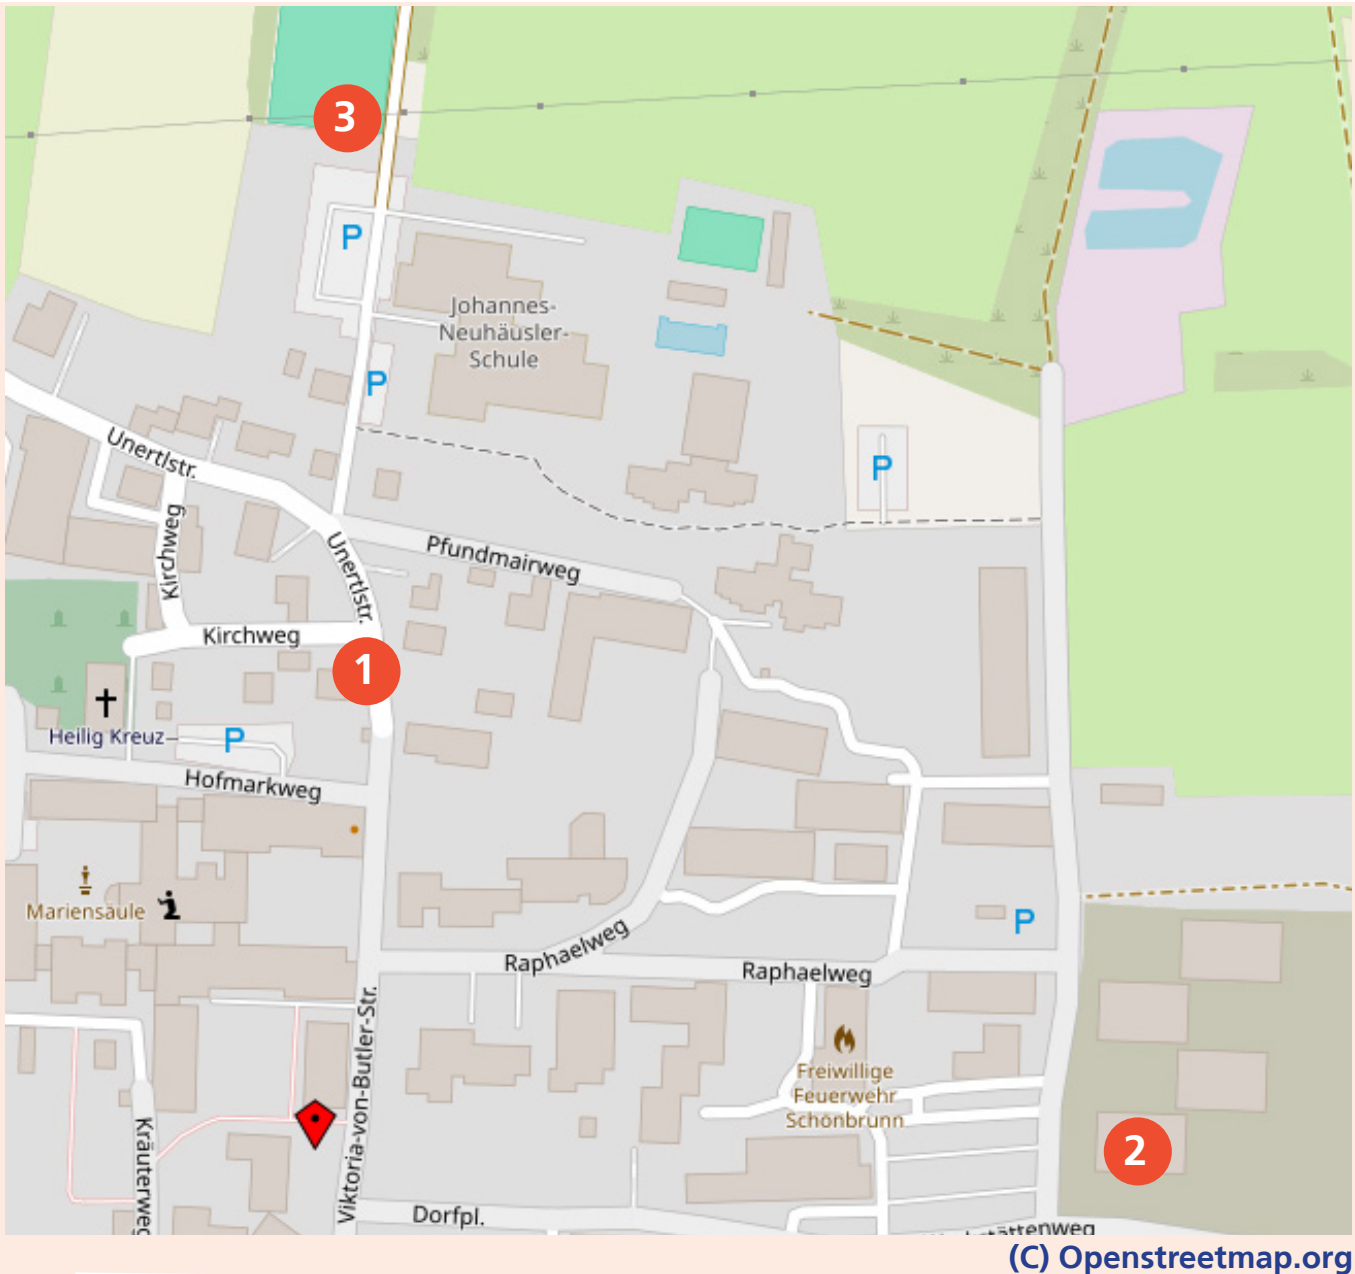 3
P
Johannes-
Neuhäusler-
Schule
P
Unertlstr.
P
Kirchweg
Unertlstr.
Pfundmairweg
Kirchweg
1
Heilig Kreuz
P
Hofmarkweg
Mariensäule
P
Raphaelweg
Raphaelweg
Viktoria-von-Butler-Str.
Freiwillige
Feuerwehr
Schönbrunn
Kräuterweg
2
Dorfpl.
(C) Openstreetmap.org